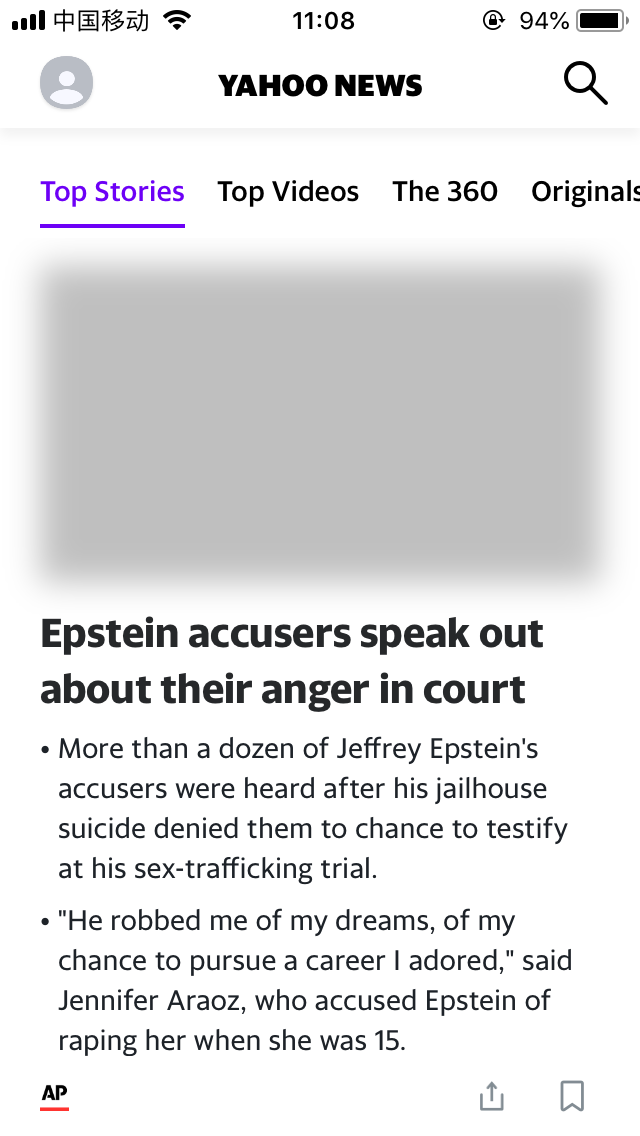 中国移动 11:08 94%
YAHOO NEWS
Top Stories Top Videos The 360 Originals
Epstein accusers speak out
about their anger in court
• More than a dozen of Jeffrey Epstein's
accusers were heard after his jailhouse
suicide denied them to chance to testify
at his sex-trafficking trial.
• "He robbed me of my dreams, of my
chance to pursue a career I adored," said
Jennifer Araoz, who accused Epstein of
raping her when she was 15.
AP